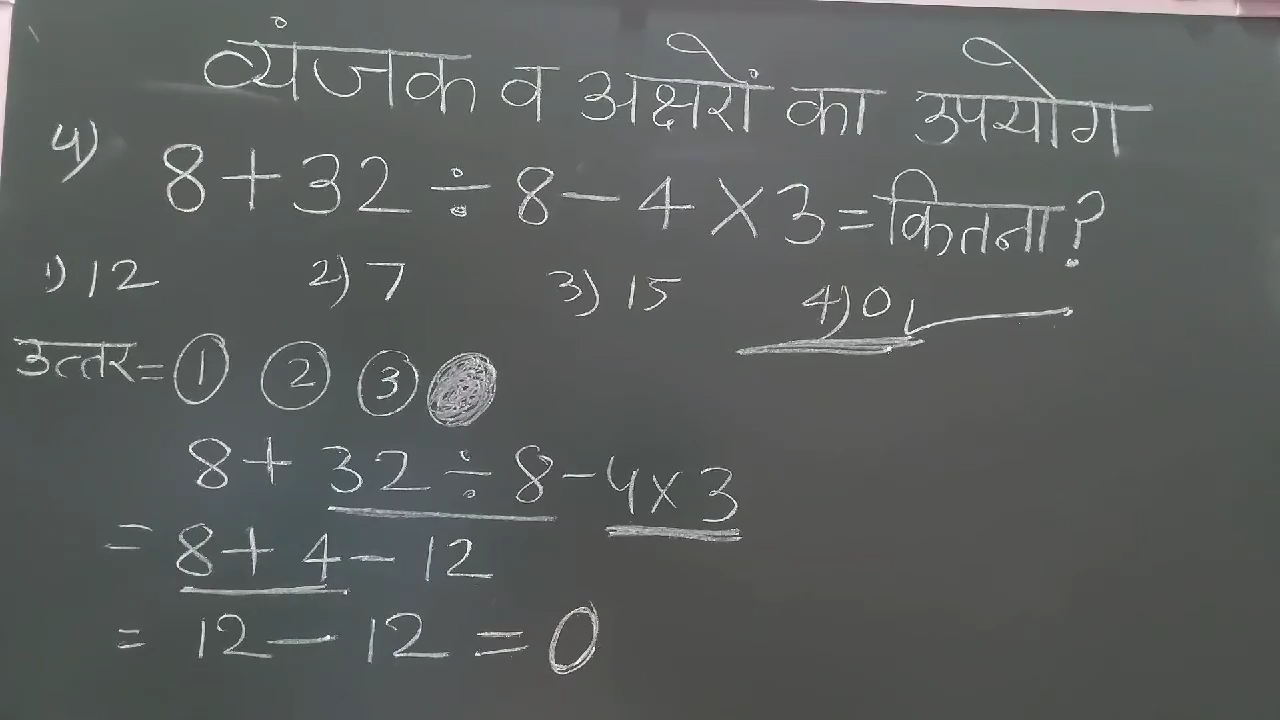 व्यंजक व अक्षरों का उपयोग
4) 8+32÷8-4×3=कितना?
1) 12 2) 7 3) 15 4) 0
उत्तर= 1 2 3
8+32÷8-4×3
= 8+4-12
= 12-12=0